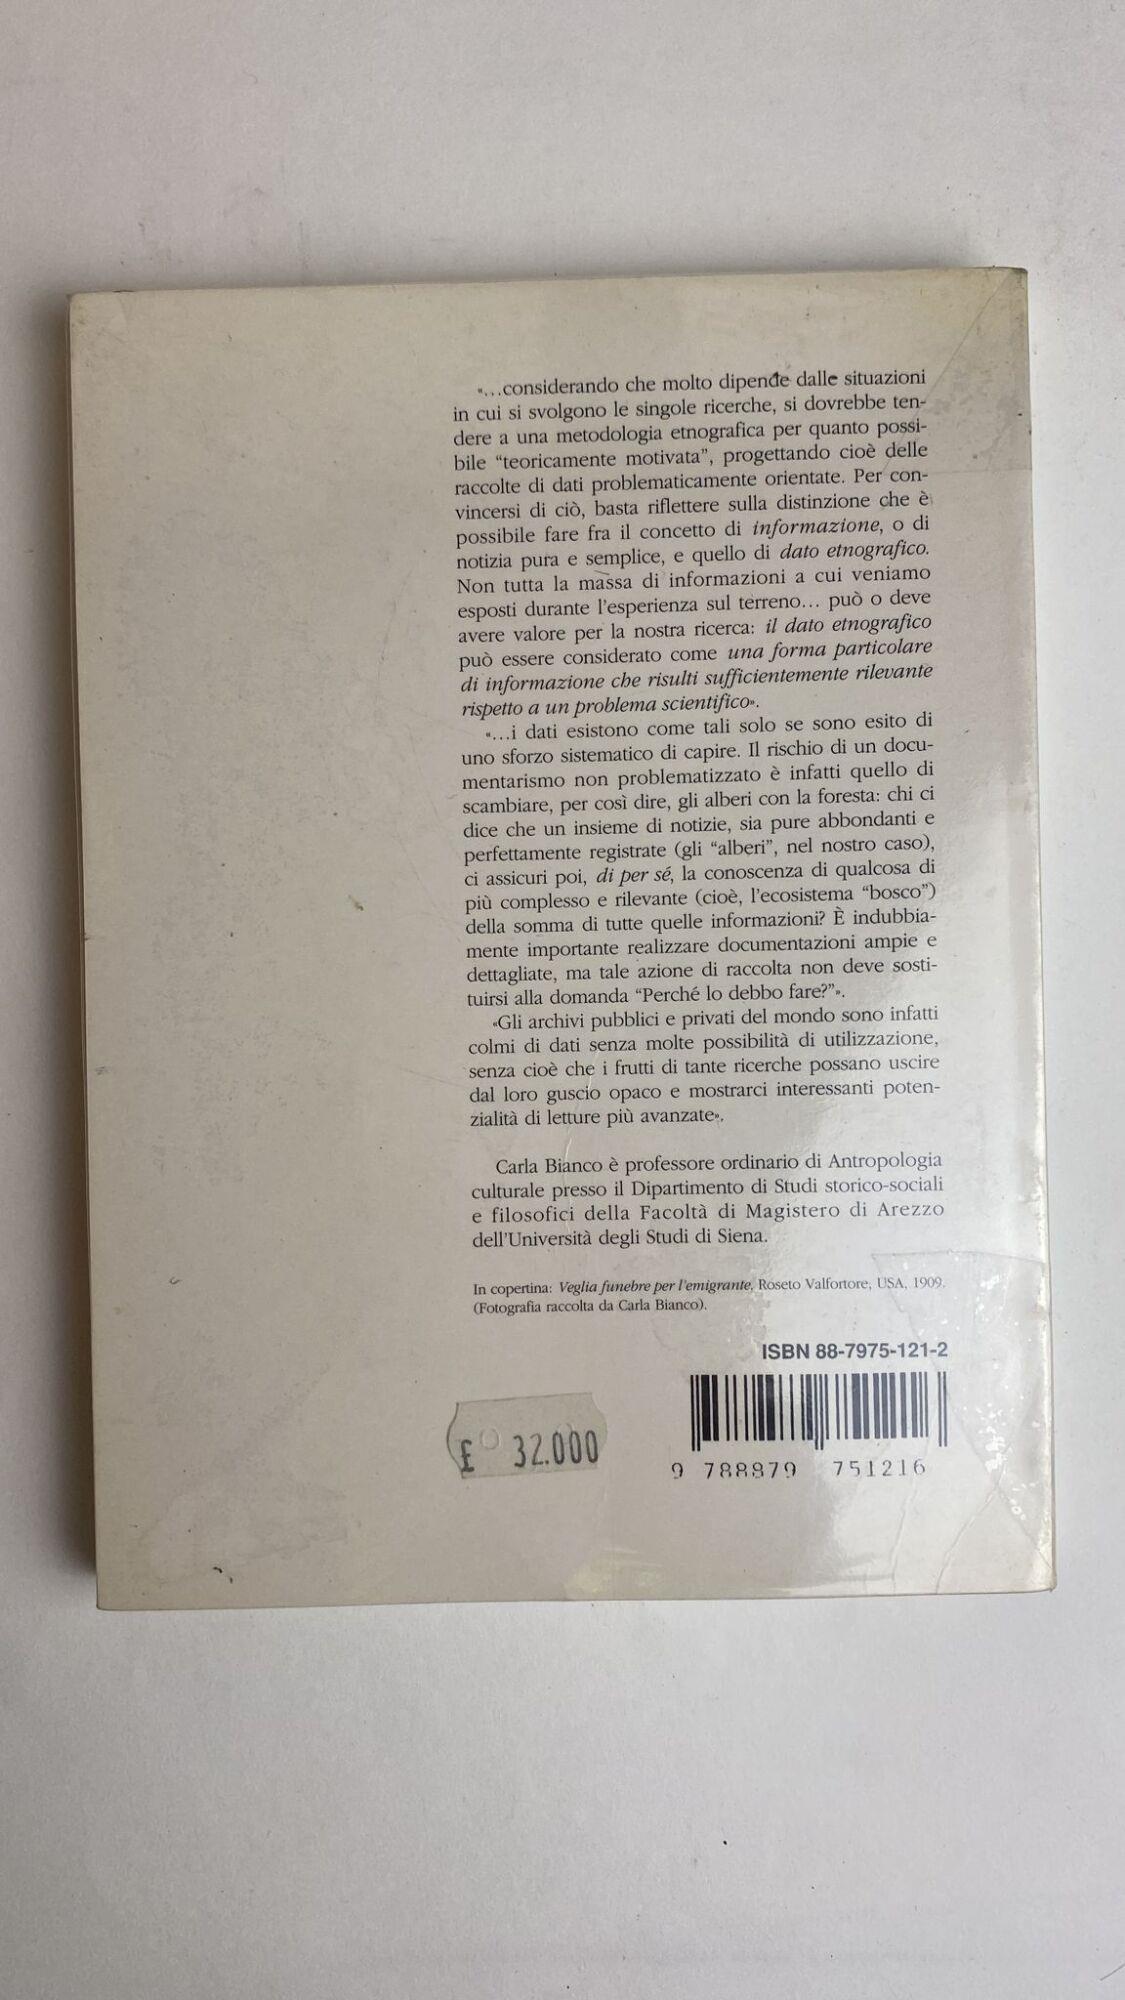 «...considerando che molto dipende dalle situazioni
in cui si svolgono le singole ricerche, si dovrebbe ten-
dere a una metodologia etnografica per quanto possi-
bile “teoricamente motivata”, progettando cioè delle
raccolte di dati problematicamente orientate. Per con-
vincersi di ciò, basta riflettere sulla distinzione che è
possibile fare fra il concetto di informazione, o di
notizia pura e semplice, e quello di dato etnografico.
Non tutta la massa di informazioni a cui veniamo
esposti durante l'esperienza sul terreno... può o deve
avere valore per la nostra ricerca: il dato etnografico
può essere considerato come una forma particolare
di informazione che risulti sufficientemente rilevante
rispetto a un problema scientifico».
«...i dati esistono come tali solo se sono esito di
uno sforzo sistematico di capire. Il rischio di un docu-
mentarismo non problematizzato è infatti quello di
scambiare, per così dire, gli alberi con la foresta: chi ci
dice che un insieme di notizie, sia pure abbondanti e
perfettamente registrate (gli “alberi”, nel nostro caso),
ci assicuri poi, di per sé, la conoscenza di qualcosa di
più complesso e rilevante (cioè, l'ecosistema “bosco”)
della somma di tutte quelle informazioni? È indubbia-
mente importante realizzare documentazioni ampie e
dettagliate, ma tale azione di raccolta non deve sosti-
tuirsi alla domanda “Perché lo debbo fare?”».
«Gli archivi pubblici e privati del mondo sono infatti
colmi di dati senza molte possibilità di utilizzazione,
senza cioè che i frutti di tante ricerche possano uscire
dal loro guscio opaco e mostrarci interessanti poten-
zialità di letture più avanzate».
Carla Bianco è professore ordinario di Antropologia
culturale presso il Dipartimento di Studi storico-sociali
e filosofici della Facoltà di Magistero di Arezzo
dell'Università degli Studi di Siena.
In copertina: Veglia funebre per l'emigrante, Roseto Valfortore, USA, 1909.
(Fotografia raccolta da Carla Bianco).
ISBN 88-7975-121-2
£ 32.000
9 788879 751216